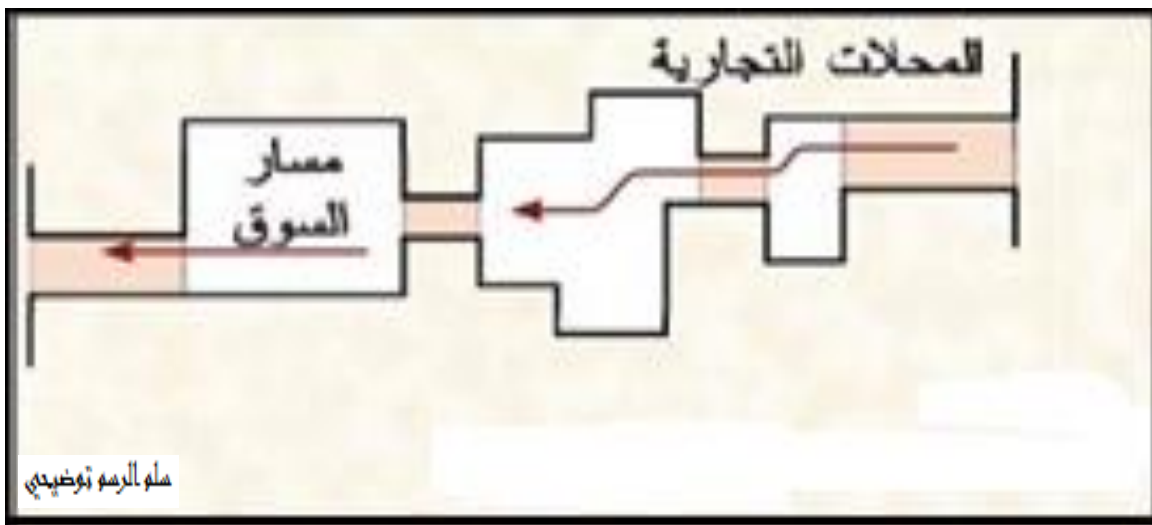 المحلات التجارية
مسار
السوق
سلم الرسم توضيحي